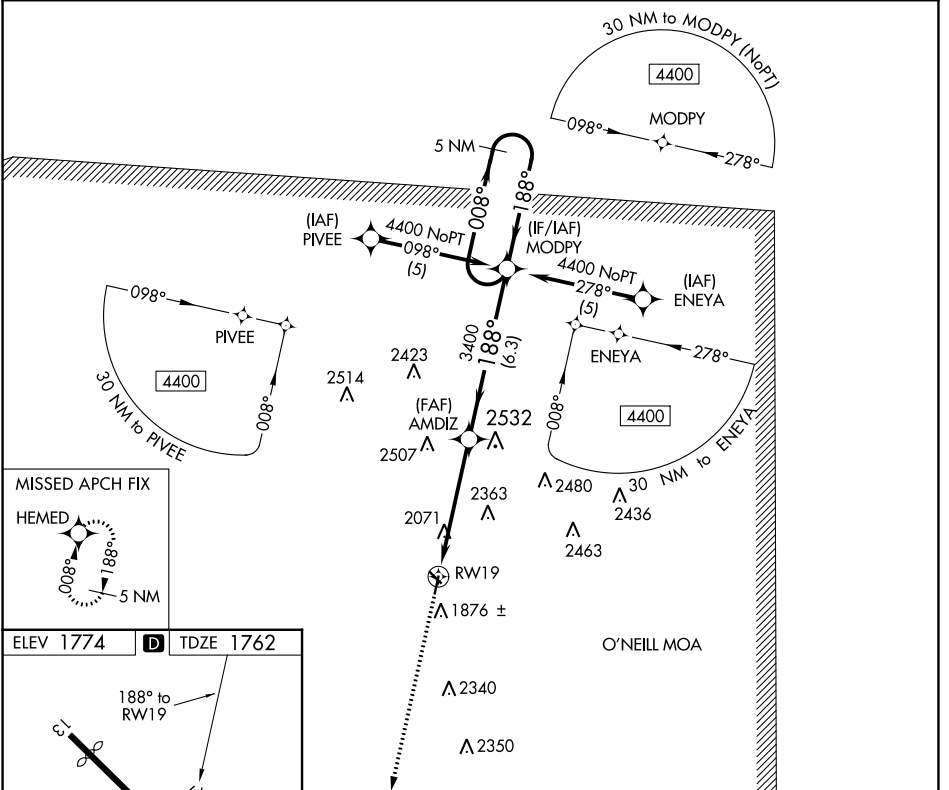 30 NM to MODPY (NoPT)
4400
MODPY
098°
278°
5 NM
008°
188°
(IAF)
PIVEE
4400 NoPT
098°
(5)
(IF/IAF)
MODPY
4400 NoPT
278°
(5)
(IAF)
ENEYA
098°
PIVEE
4400
008°
30 NM to PIVEE
3400
188°
(6.3)
ENEYA
278°
008°
4400
30 NM to ENEYA
2423
2514
(FAF)
AMDIZ
2532
2507
2480
2436
2363
2071
2463
RW19
1876 ±
O'NEILL MOA
2340
2350
MISSED APCH FIX
HEMED
008°
188°
5 NM
ELEV 1774
D
TDZE 1762
188° to
RW19
13